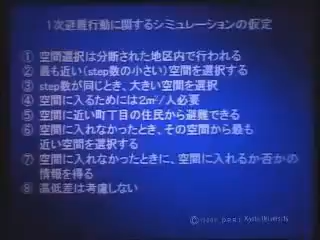 1次避難行動に関するシミュレーションの仮定
① 空間選択は分断された地区内で行われる
② 最も近い(step数の小さい)空間を選択する
③ step数が同じとき、大きい空間を選択
④ 空間に入るためには2㎡/人必要
⑤ 空間に近い町丁目の住民から避難できる
⑥ 空間に入れなかったとき、その空間から最も
近い空間を選択する
⑦ 空間に入れなかったときに、空間に入れるか否かの
情報を得る
⑧ 高低差は考慮しない